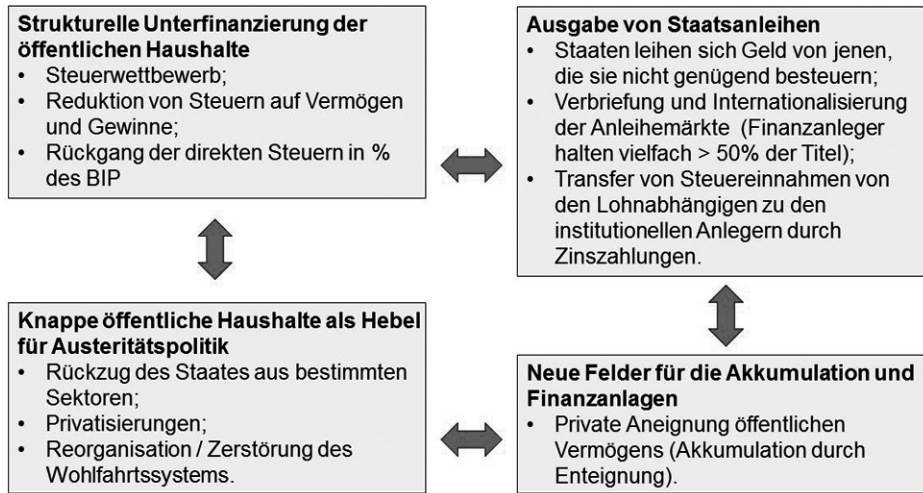 Strukturelle Unterfinanzierung der
öffentlichen Haushalte
• Steuerwettbewerb;
• Reduktion von Steuern auf Vermögen
und Gewinne;
• Rückgang der direkten Steuern in %
des BIP
Ausgabe von Staatsanleihen
• Staaten leihen sich Geld von jenen,
die sie nicht genügend besteuern;
• Verbriefung und Internationalisierung
der Anleihemärkte (Finanzanleger
halten vielfach > 50% der Titel);
• Transfer von Steuereinnahmen von
den Lohnabhängigen zu den
institutionellen Anlegern durch
Zinszahlungen.
Knappe öffentliche Haushalte als Hebel
für Austeritätspolitik
• Rückzug des Staates aus bestimmten
Sektoren;
• Privatisierungen;
• Reorganisation / Zerstörung des
Wohlfahrtssystems.
Neue Felder für die Akkumulation und
Finanzanlagen
• Private Aneignung öffentlichen
Vermögens (Akkumulation durch
Enteignung).